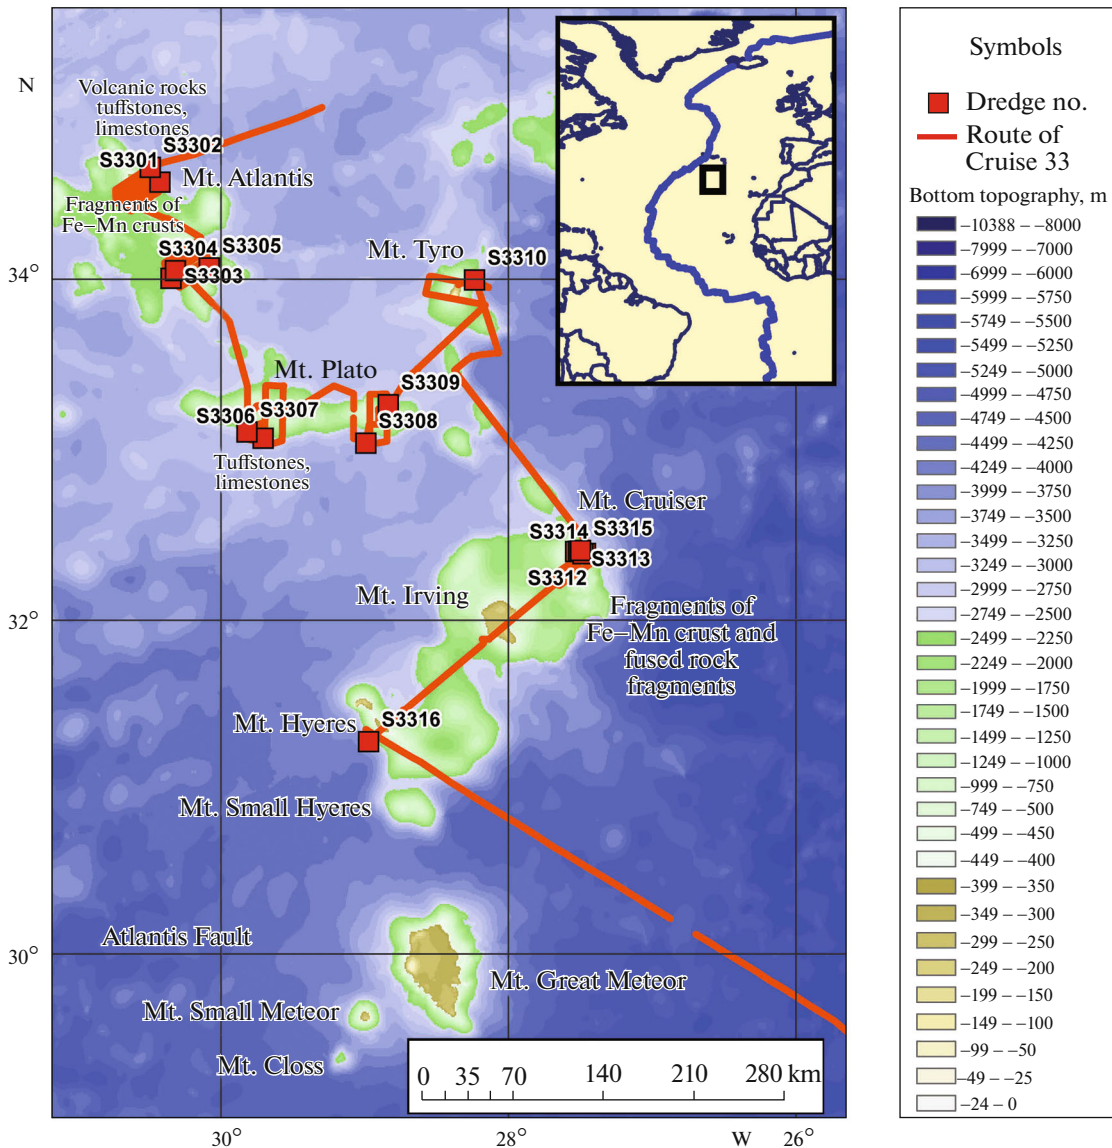 N
Volcanic rocks
tuffstones,
limestones
S3302
S3301
Mt. Atlantis
Fragments of
Fe–Mn crusts
S3304
S3305
S3303
34°
Mt. Tyro
S3310
Mt. Plato
S3309
S3306
S3307
S3308
Tuffstones,
limestones
Mt. Cruiser
S3314
S3315
S3313
S3312
Mt. Irving
Fragments of
Fe–Mn crust and
fused rock
fragments
32°
S3316
Mt. Hyeres
Mt. Small Hyeres
Atlantis Fault
30°
Mt. Great Meteor
Mt. Small Meteor
Mt. Closs
0 35 70 140 210 280 km
30° 28° W 26°
Symbols
Dredge no.
Route of
Cruise 33
Bottom topography, m
–10388 – –8000
–7999 – –7000
–6999 – –6000
–5999 – –5750
–5749 – –5500
–5499 – –5250
–5249 – –5000
–4999 – –4750
–4749 – –4500
–4499 – –4250
–4249 – –4000
–3999 – –3750
–3749 – –3500
–3499 – –3250
–3249 – –3000
–2999 – –2750
–2749 – –2500
–2499 – –2250
–2249 – –2000
–1999 – –1750
–1749 – –1500
–1499 – –1250
–1249 – –1000
–999 – –750
–749 – –500
–499 – –450
–449 – –400
–399 – –350
–349 – –300
–299 – –250
–249 – –200
–199 – –150
–149 – –100
–99 – –50
–49 – –25
–24 – 0